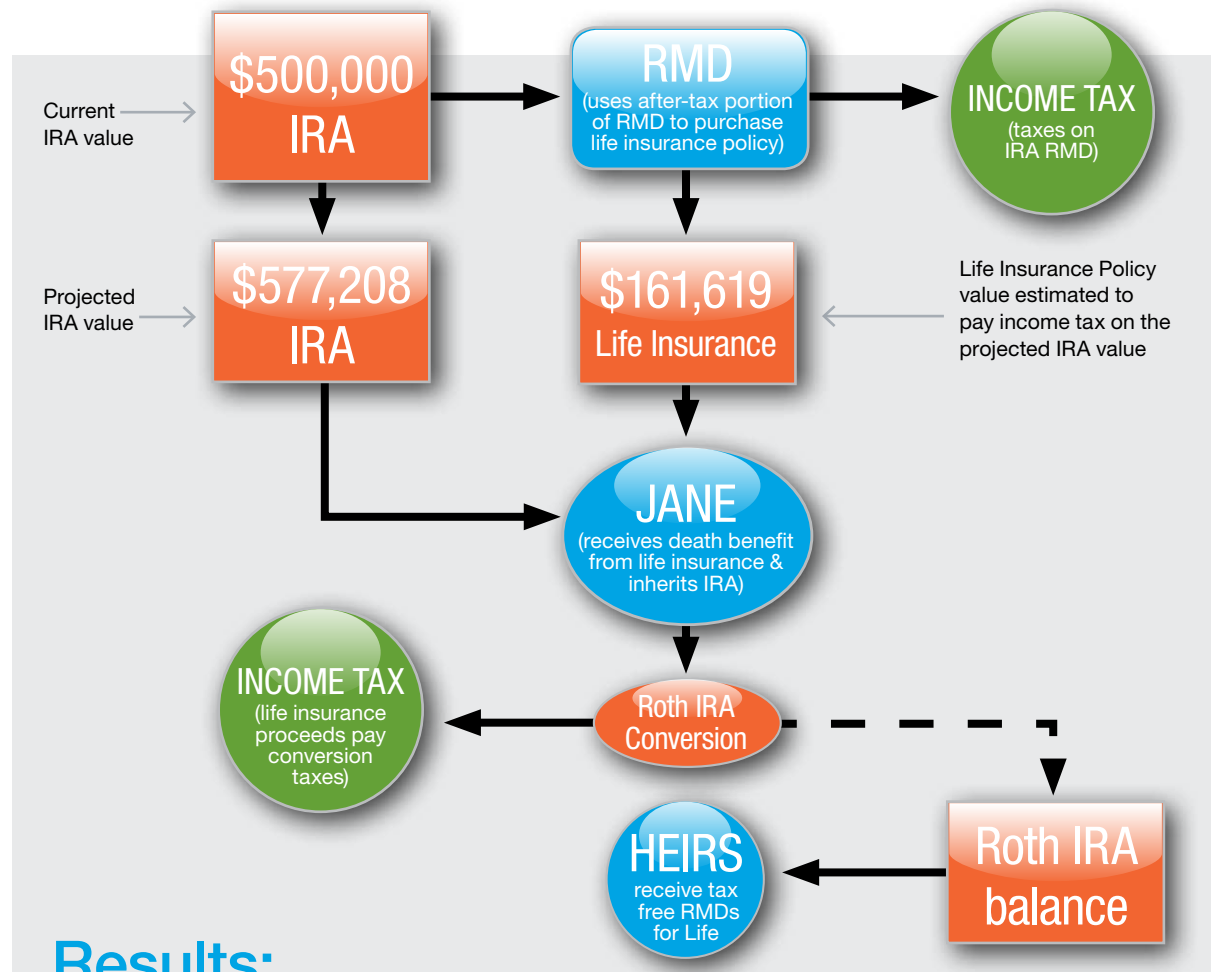 Current
IRA value
$500,000
IRA
RMD
(uses after-tax portion
of RMD to purchase
life insurance policy)
INCOME TAX
(taxes on
IRA RMD)
Projected
IRA value
$577,208
IRA
$161,619
Life Insurance
Life Insurance Policy
value estimated to
pay income tax on the
projected IRA value
JANE
(receives death benefit
from life insurance &
inherits IRA)
INCOME TAX
(life insurance
proceeds pay
conversion
taxes)
Roth IRA
Conversion
HEIRS
receive tax
free RMDs
for Life
Roth IRA
balance
Results: